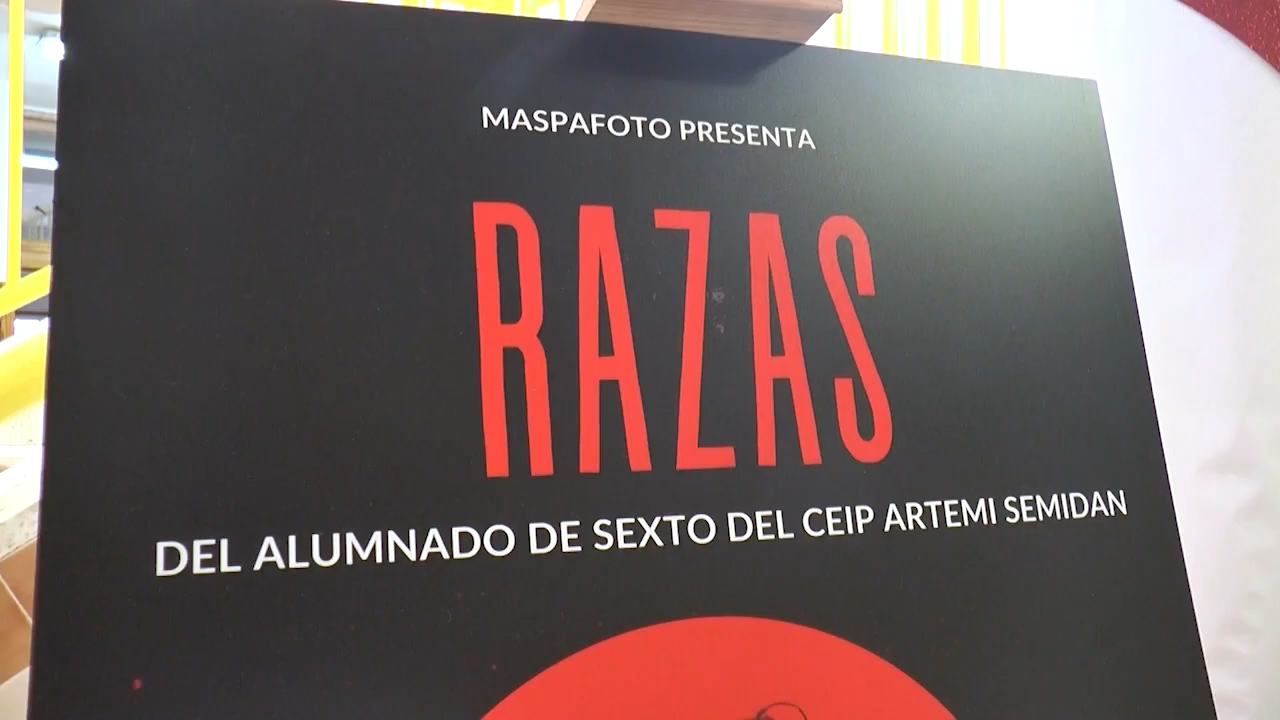 MASPAFOTO PRESENTA
RAZAS
DEL ALUMNADO DE SEXTO DEL CEIP ARTEMI SEMIDAN